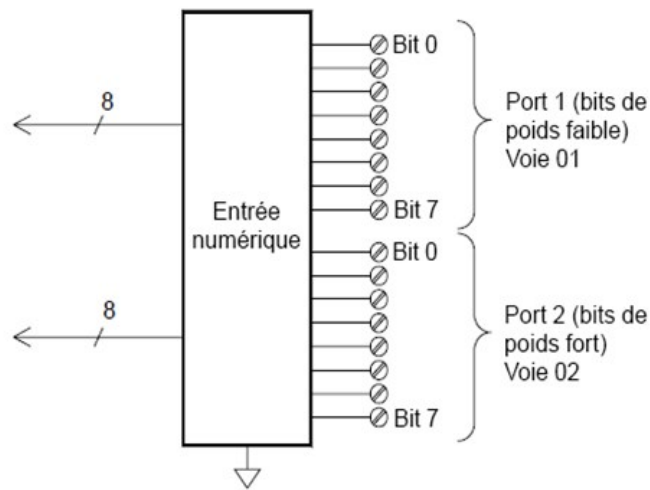 8
8
Entrée
numérique
Bit 0
Bit 7
Port 1 (bits de
poids faible)
Voie 01
Bit 0
Bit 7
Port 2 (bits de
poids fort)
Voie 02